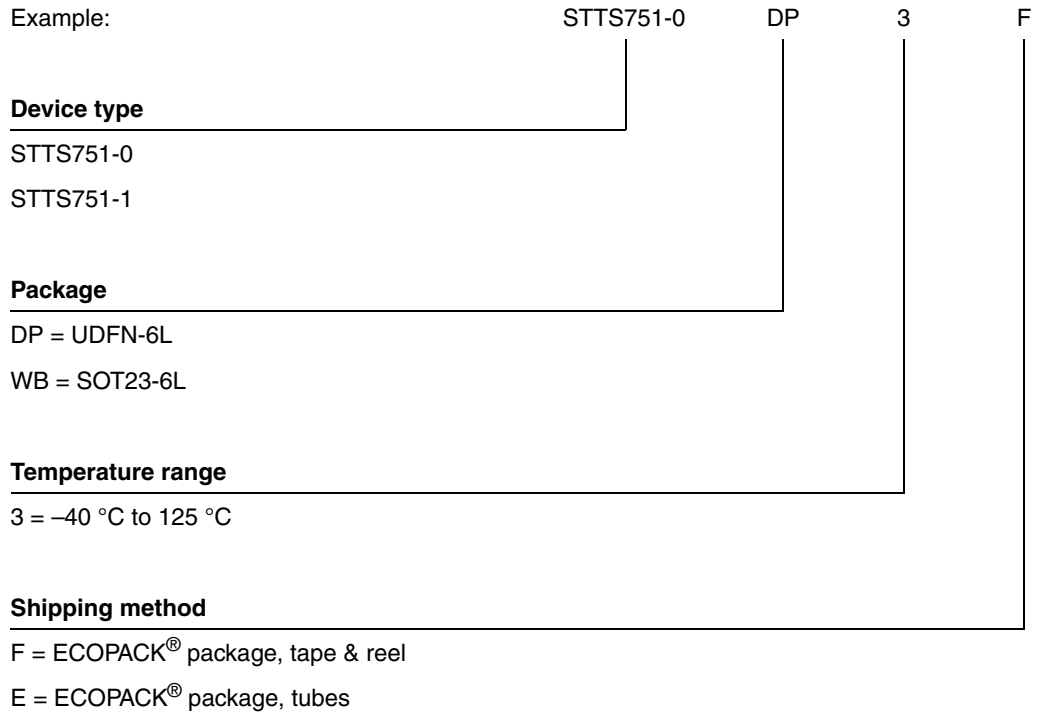 Example: STTS751-0 DP 3 F
Device type
STTS751-0
STTS751-1
Package
DP = UDFN-6L
WB = SOT23-6L
Temperature range
3 = –40 °C to 125 °C
Shipping method
F = ECOPACK® package, tape & reel
E = ECOPACK® package, tubes